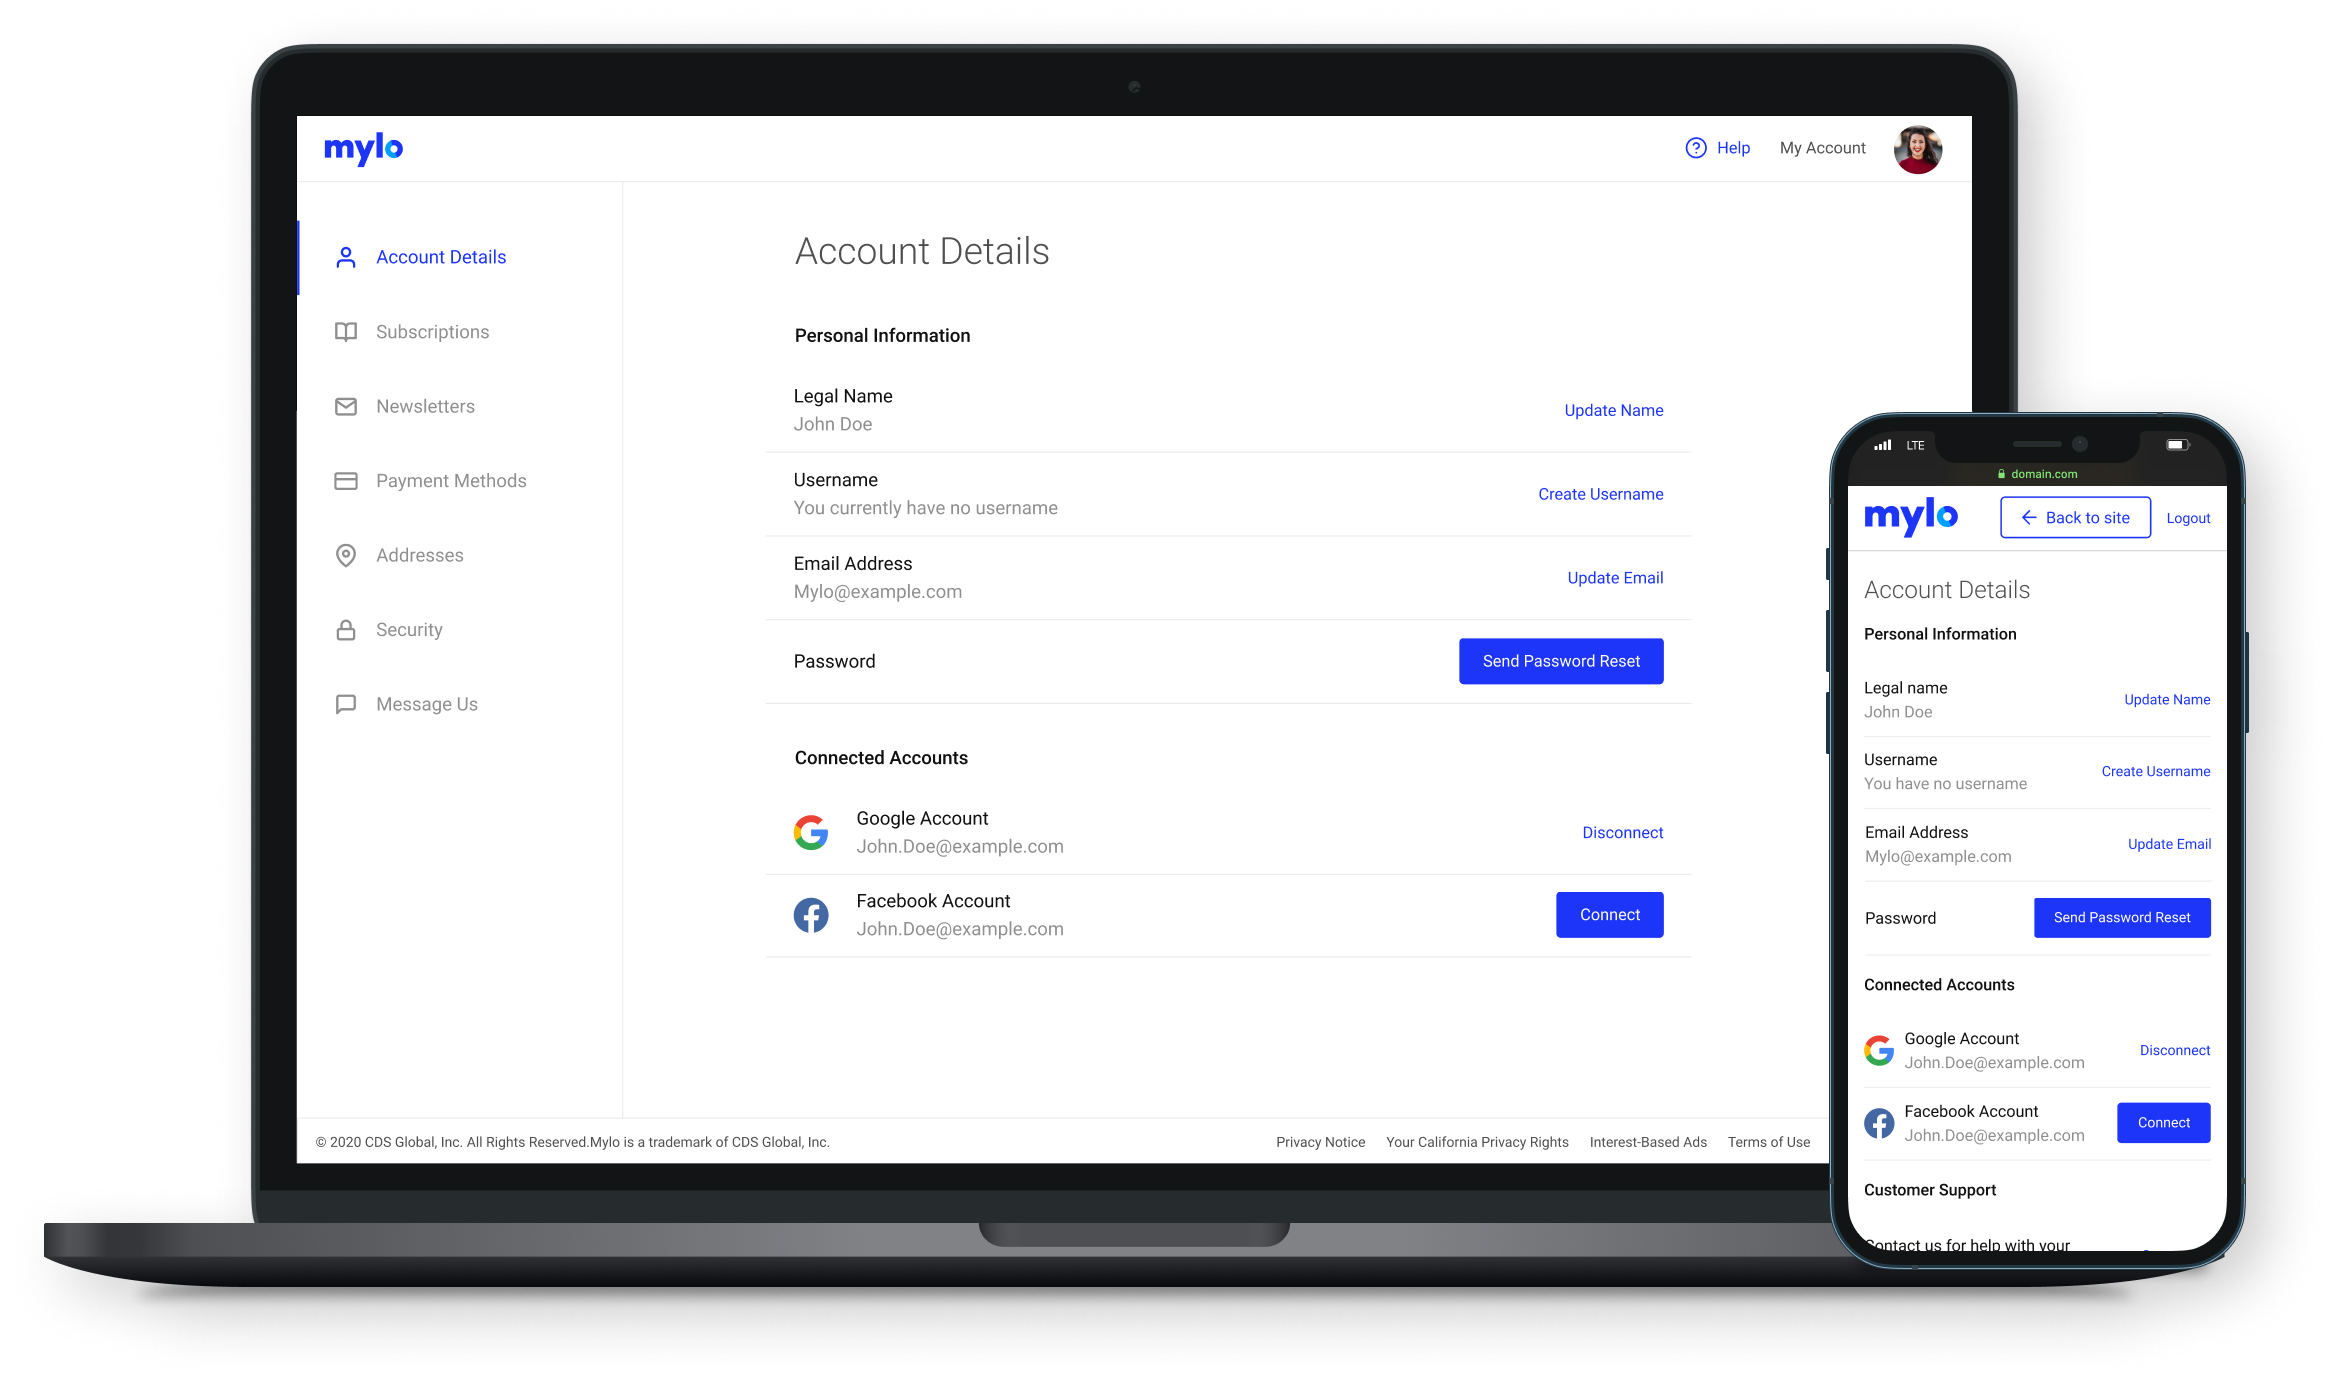 mylo
Help
My Account
Account Details
Subscriptions
Newsletters
Payment Methods
Addresses
Security
Message Us
Account Details
Personal Information
Legal Name
John Doe
Update Name
Username
You currently have no username
Create Username
Email Address
Mylo@example.com
Update Email
Password
Send Password Reset
Connected Accounts
Google Account
John.Doe@example.com
Disconnect
Facebook Account
John.Doe@example.com
Connect
© 2020 CDS Global, Inc. All Rights Reserved.Mylo is a trademark of CDS Global, Inc.
Privacy Notice
Your California Privacy Rights
Interest-Based Ads
Terms of Use
LTE
domain.com
mylo
Back to site
Logout
Account Details
Personal Information
Legal name
John Doe
Update Name
Username
You have no username
Create Username
Email Address
Mylo@example.com
Update Email
Password
Send Password Reset
Connected Accounts
Google Account
John.Doe@example.com
Disconnect
Facebook Account
John.Doe@example.com
Connect
Customer Support
Contact us for help with your